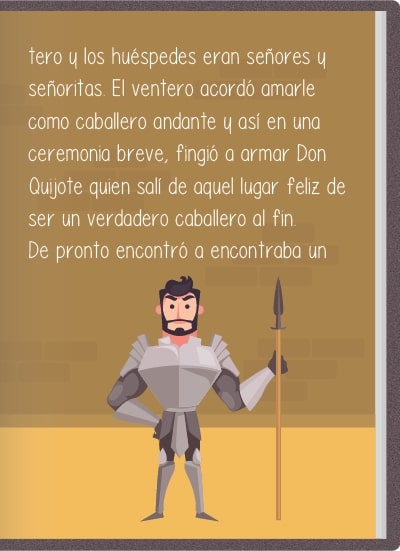 tero y los huéspedes eran señores y
señoritas. El ventero acordó amarle
como caballero andante y así en una
ceremonia breve, fingió a armar Don
Quijote quien salí de aquel lugar feliz de
ser un verdadero caballero al fin.
De pronto encontró a encontraba un